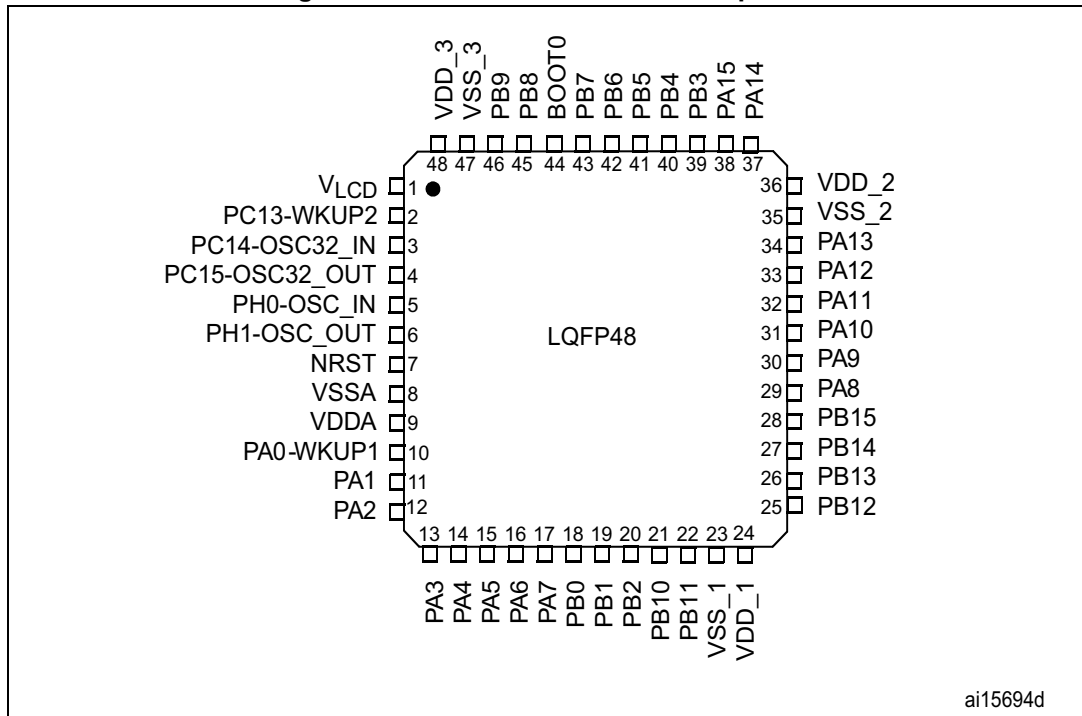 VDD_3
VSS_3
PB9
PB8
BOOT0
PB7
PB6
PB5
PB4
PB3
PA15
PA14
48 47 46 45 44 43 42 41 40 39 38 37
VLCD 1
PC13-WKUP2 2
PC14-OSC32_IN 3
PC15-OSC32_OUT 4
PH0-OSC_IN 5
PH1-OSC_OUT 6
NRST 7
VSSA 8
VDDA 9
PA0-WKUP1 10
PA1 11
PA2 12
LQFP48
36 VDD_2
35 VSS_2
34 PA13
33 PA12
32 PA11
31 PA10
30 PA9
29 PA8
28 PB15
27 PB14
26 PB13
25 PB12
13 14 15 16 17 18 19 20 21 22 23 24
PA3
PA4
PA5
PA6
PA7
PB0
PB1
PB2
PB10
PB11
VSS_1
VDD_1
ai15694d